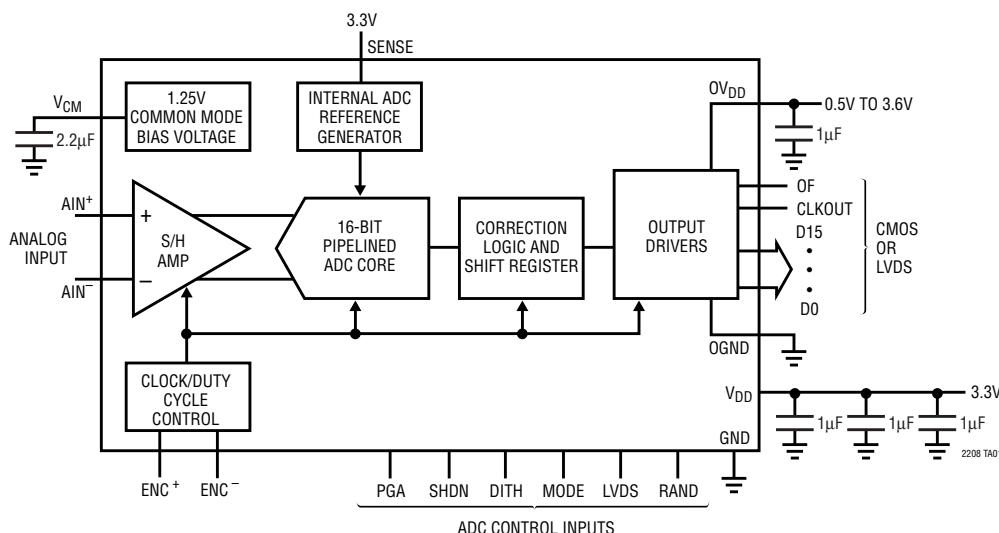 3.3V
SENSE
VCM
2.2µF
1.25V
COMMON MODE
BIAS VOLTAGE
INTERNAL ADC
REFERENCE
GENERATOR
OVDD
0.5V TO 3.6V
1µF
AIN+
ANALOG
INPUT
AIN−
+
S/H
AMP
−
16-BIT
PIPELINED
ADC CORE
CORRECTION
LOGIC AND
SHIFT REGISTER
OUTPUT
DRIVERS
OF
CLKOUT
D15
•
•
•
D0
CMOS
OR
LVDS
OGND
CLOCK/DUTY
CYCLE
CONTROL
VDD
3.3V
1µF 1µF 1µF
GND
2208 TA01
ENC+ ENC−
PGA SHDN DITH MODE LVDS RAND
ADC CONTROL INPUTS